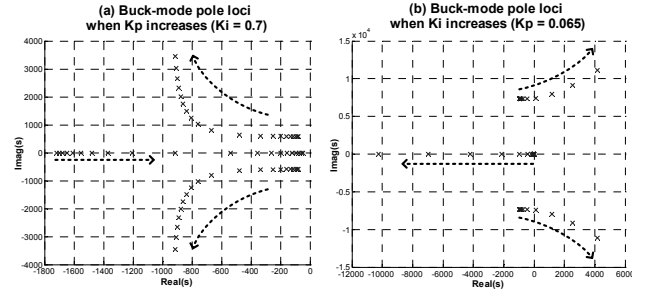 (a) Buck-mode pole loci
when Kp increases (Ki = 0.7)
4000
3000
2000
1000
0
-1000
-2000
-3000
-4000
Imag(s)
-1800 -1600 -1400 -1200 -1000 -800 -600 -400 -200 0
Real(s)
(b) Buck-mode pole loci
when Ki increases (Kp = 0.065)
x 10^4
1.5
1
0.5
0
-0.5
-1
-1.5
Imag(s)
-12000 -10000 -8000 -6000 -4000 -2000 0 2000 4000 6000
Real(s)